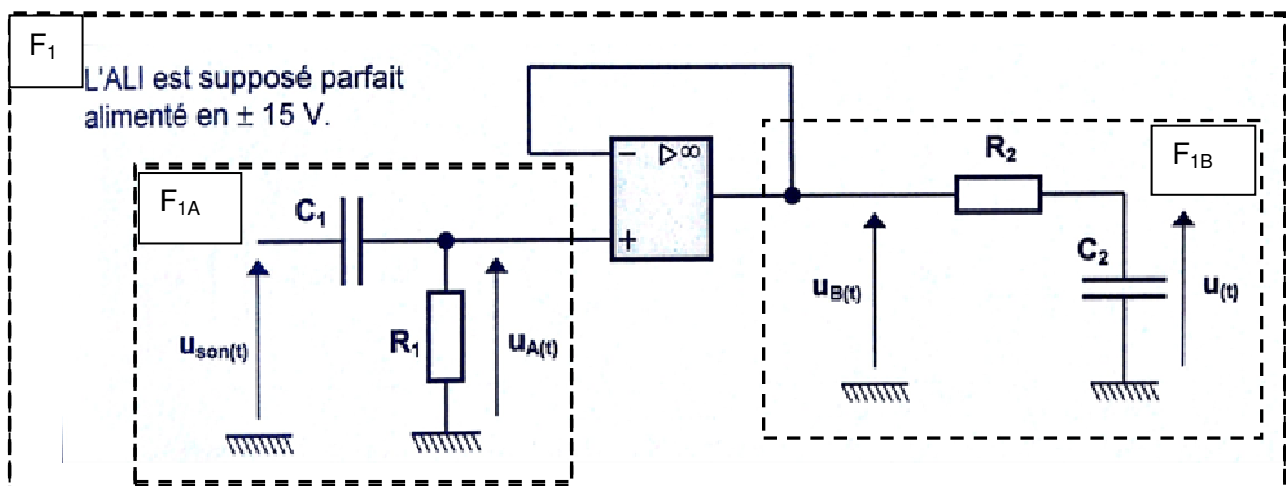 F₁
L'ALI est supposé parfait
alimenté en ± 15 V.
F₁A
C₁
uson(t)
R₁
uA(t)
-
▷∞
+
R₂
F₁B
uB(t)
C₂
u(t)